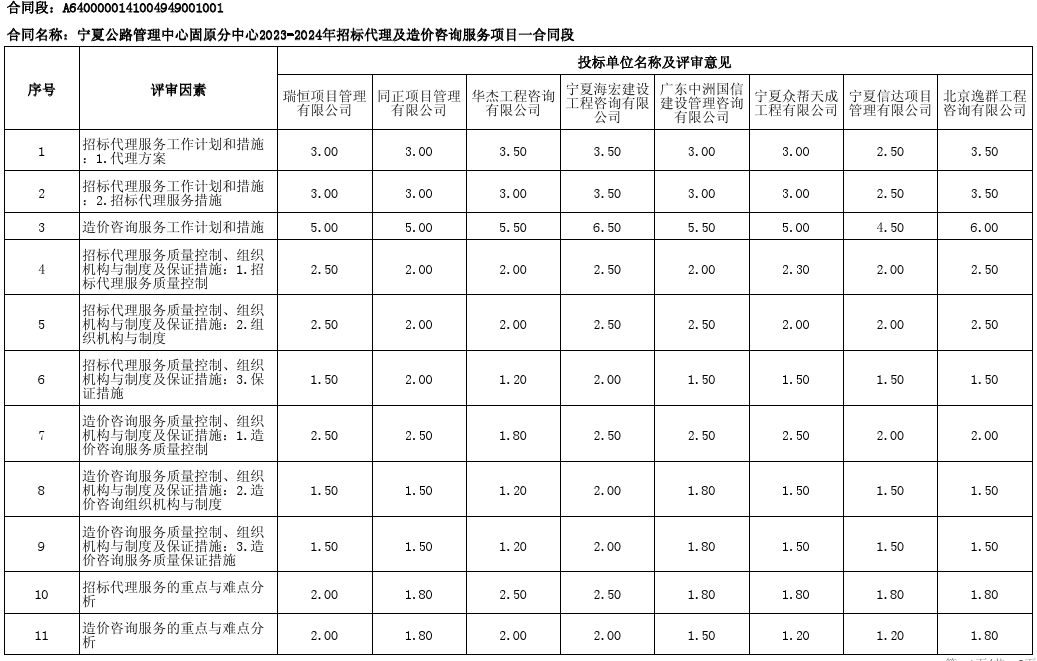 合同段：A6400000141004949001001
合同名称：宁夏公路管理中心固原分中心2023-2024年招标代理及造价咨询服务项目一合同段
序号 评审因素 投标单位名称及评审意见
瑞恒项目管理 同正项目管理 华杰工程咨询 宁夏海宏建设 广东中洲国信 宁夏众帮天成 宁夏信达项目 北京逸群工程
有限公司 有限公司 有限公司 工程咨询有限 建设管理咨询 工程有限公司 管理有限公司 咨询有限公司
公司 有限公司
1 招标代理服务工作计划和措施 3.00 3.00 3.50 3.50 3.00 3.00 2.50 3.50
：1.代理方案
2 招标代理服务工作计划和措施 3.00 3.00 3.00 3.50 3.00 3.00 2.50 3.50
：2.招标代理服务措施
3 造价咨询服务工作计划和措施 5.00 5.00 5.50 6.50 5.50 5.00 4.50 6.00
招标代理服务质量控制、组织
4 机构与制度及保证措施：1.招 2.50 2.00 2.00 2.50 2.00 2.30 2.00 2.50
标代理服务质量控制
招标代理服务质量控制、组织
5 机构与制度及保证措施：2.组 2.50 2.00 2.00 2.50 2.50 2.00 2.00 2.50
织机构与制度
招标代理服务质量控制、组织
6 机构与制度及保证措施：3.保 1.50 2.00 1.20 2.00 1.50 1.50 1.50 1.50
证措施
造价咨询服务质量控制、组织
7 机构与制度及保证措施：1.造 2.50 2.50 1.80 2.50 2.50 2.50 2.00 2.00
价咨询服务质量控制
造价咨询服务质量控制、组织
8 机构与制度及保证措施：2.造 1.50 1.50 1.20 2.00 1.80 1.50 1.50 1.50
价咨询组织机构与制度
造价咨询服务质量控制、组织
9 机构与制度及保证措施：3.造 1.50 1.50 1.20 2.00 1.80 1.50 1.50 1.50
价咨询服务质量保证措施
10 招标代理服务的重点与难点分 2.00 1.80 2.50 2.50 1.80 1.80 1.80 1.80
析
11 造价咨询服务的重点与难点分 2.00 1.80 2.00 2.00 1.50 1.20 1.20 1.80
析